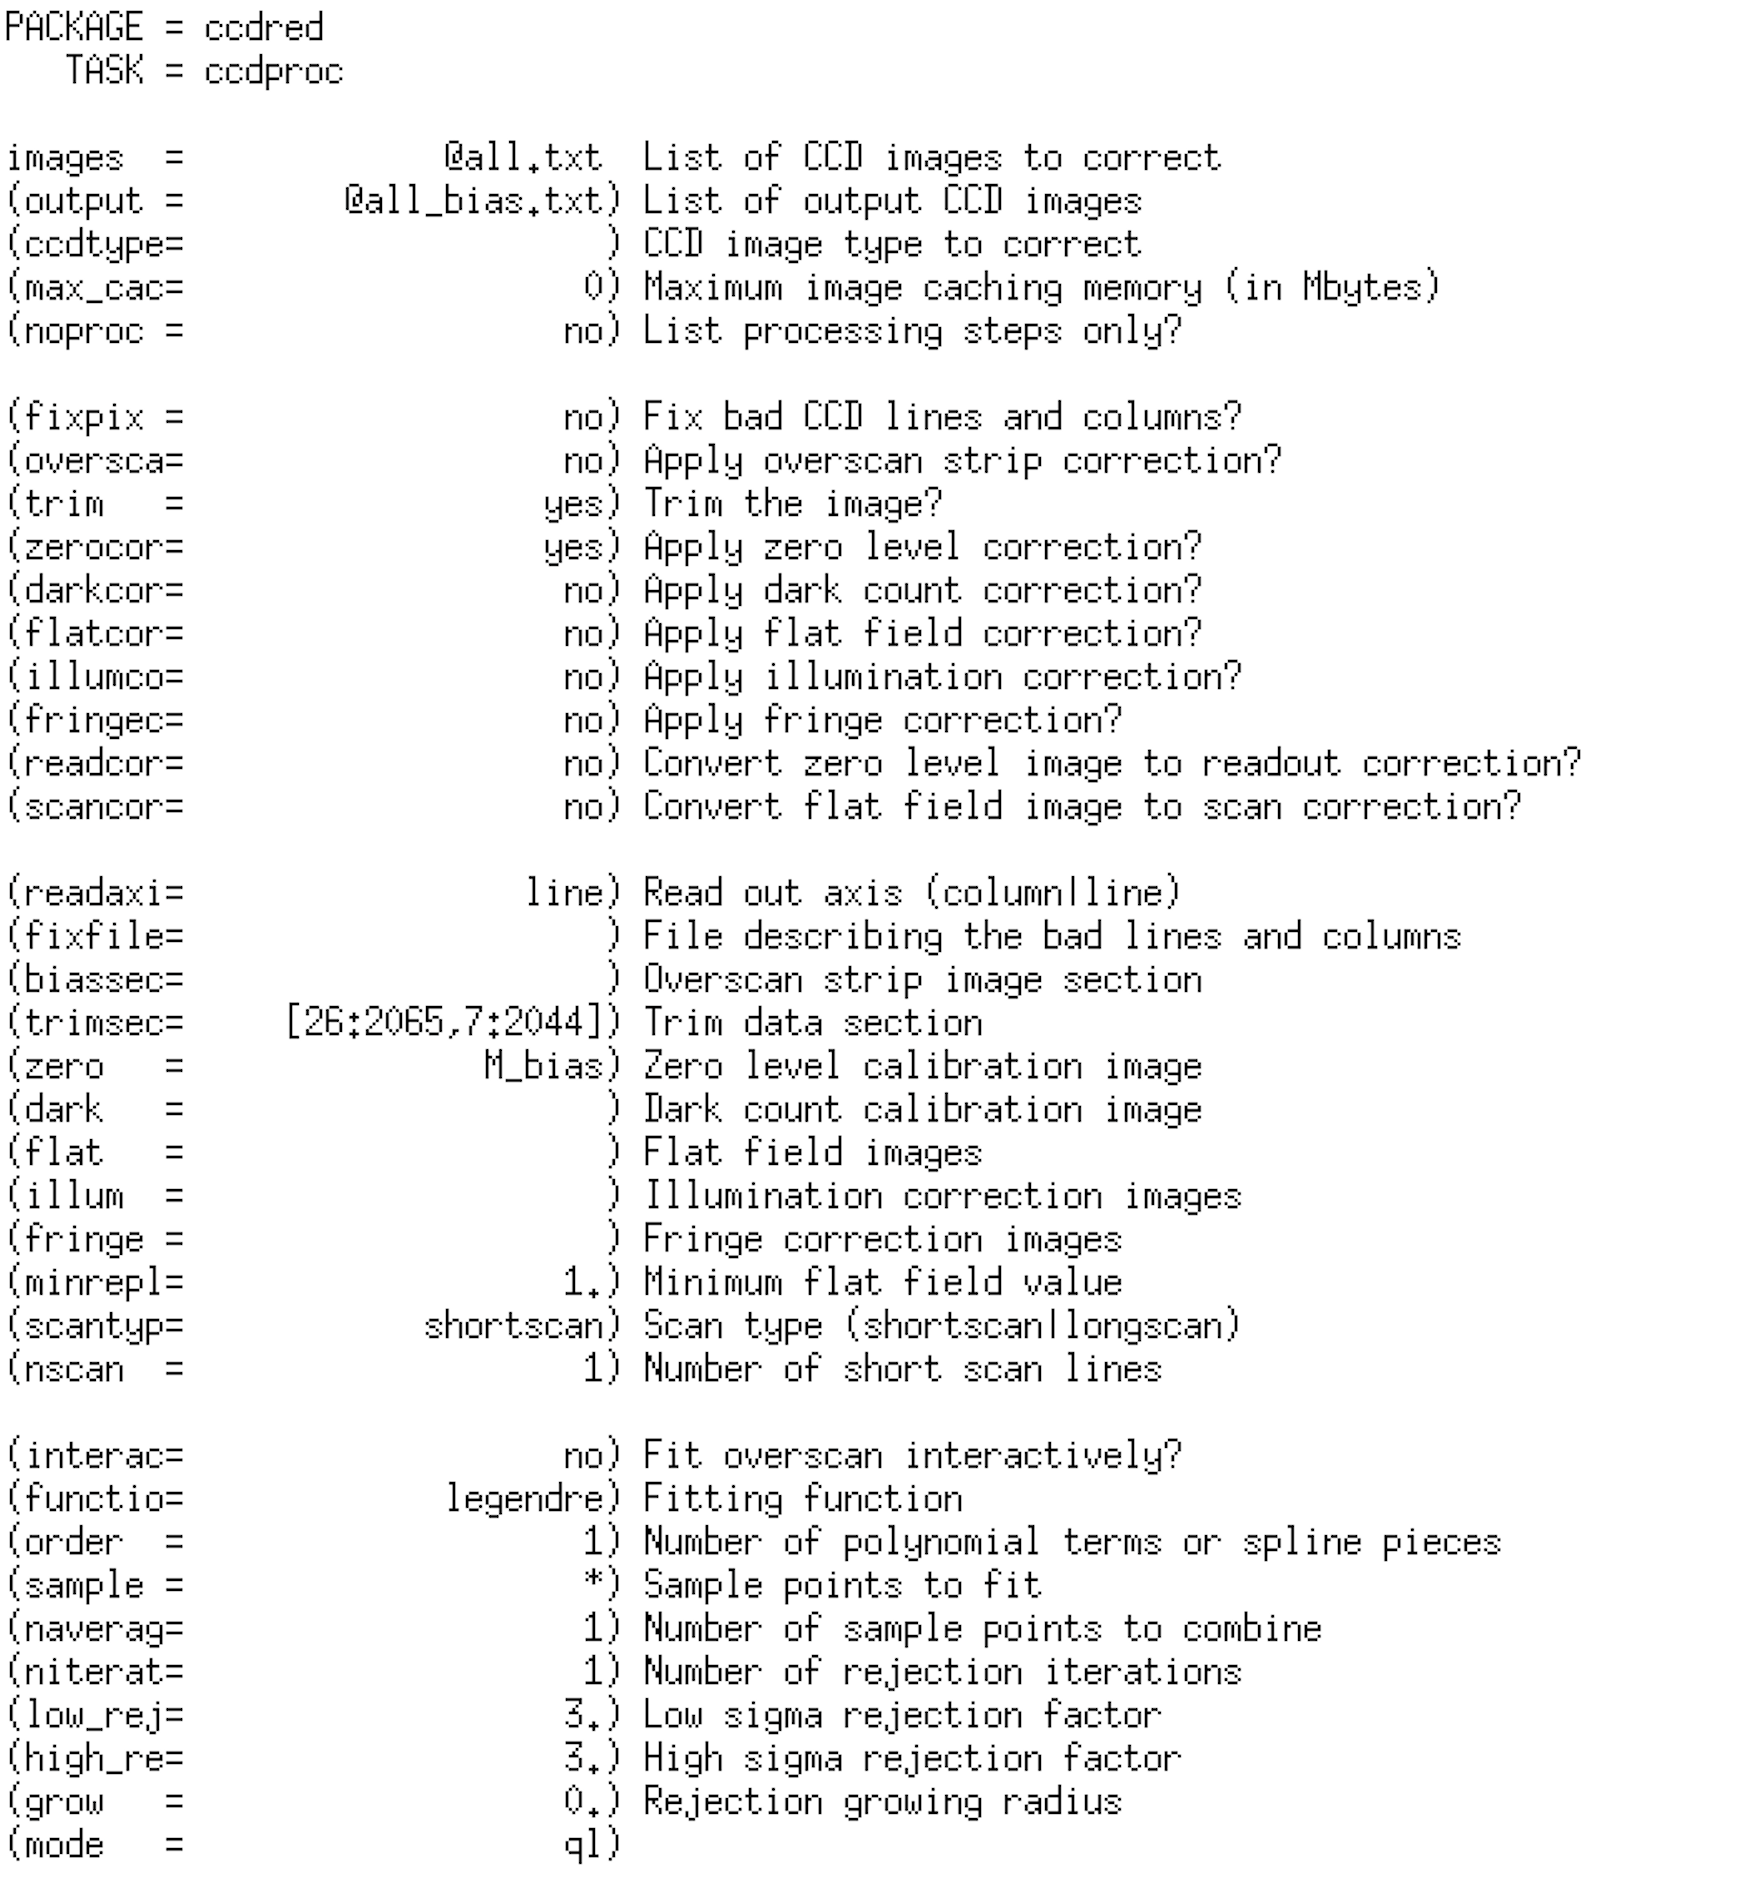 PACKAGE = ccdred
   TASK = ccdproc

images  =             @all.txt  List of CCD images to correct
(output =        @all_bias.txt) List of output CCD images
(ccdtype=                     ) CCD image type to correct
(max_cac=                    0) Maximum image caching memory (in Mbytes)
(noproc =                   no) List processing steps only?

(fixpix =                   no) Fix bad CCD lines and columns?
(oversca=                   no) Apply overscan strip correction?
(trim   =                  yes) Trim the image?
(zerocor=                  yes) Apply zero level correction?
(darkcor=                   no) Apply dark count correction?
(flatcor=                   no) Apply flat field correction?
(illumco=                   no) Apply illumination correction?
(fringec=                   no) Apply fringe correction?
(readcor=                   no) Convert zero level image to readout correction?
(scancor=                   no) Convert flat field image to scan correction?

(readaxi=                 line) Read out axis (column|line)
(fixfile=                     ) File describing the bad lines and columns
(biassec=                     ) Overscan strip image section
(trimsec=     [26:2065,7:2044]) Trim data section
(zero   =               M_bias) Zero level calibration image
(dark   =                     ) Dark count calibration image
(flat   =                     ) Flat field images
(illum  =                     ) Illumination correction images
(fringe =                     ) Fringe correction images
(minrepl=                   1.) Minimum flat field value
(scantyp=            shortscan) Scan type (shortscan|longscan)
(nscan  =                    1) Number of short scan lines

(interac=                   no) Fit overscan interactively?
(functio=             legendre) Fitting function
(order  =                    1) Number of polynomial terms or spline pieces
(sample =                    *) Sample points to fit
(naverag=                    1) Number of sample points to combine
(niterat=                    1) Number of rejection iterations
(low_rej=                   3.) Low sigma rejection factor
(high_re=                   3.) High sigma rejection factor
(grow   =                   0.) Rejection growing radius
(mode   =                   ql)